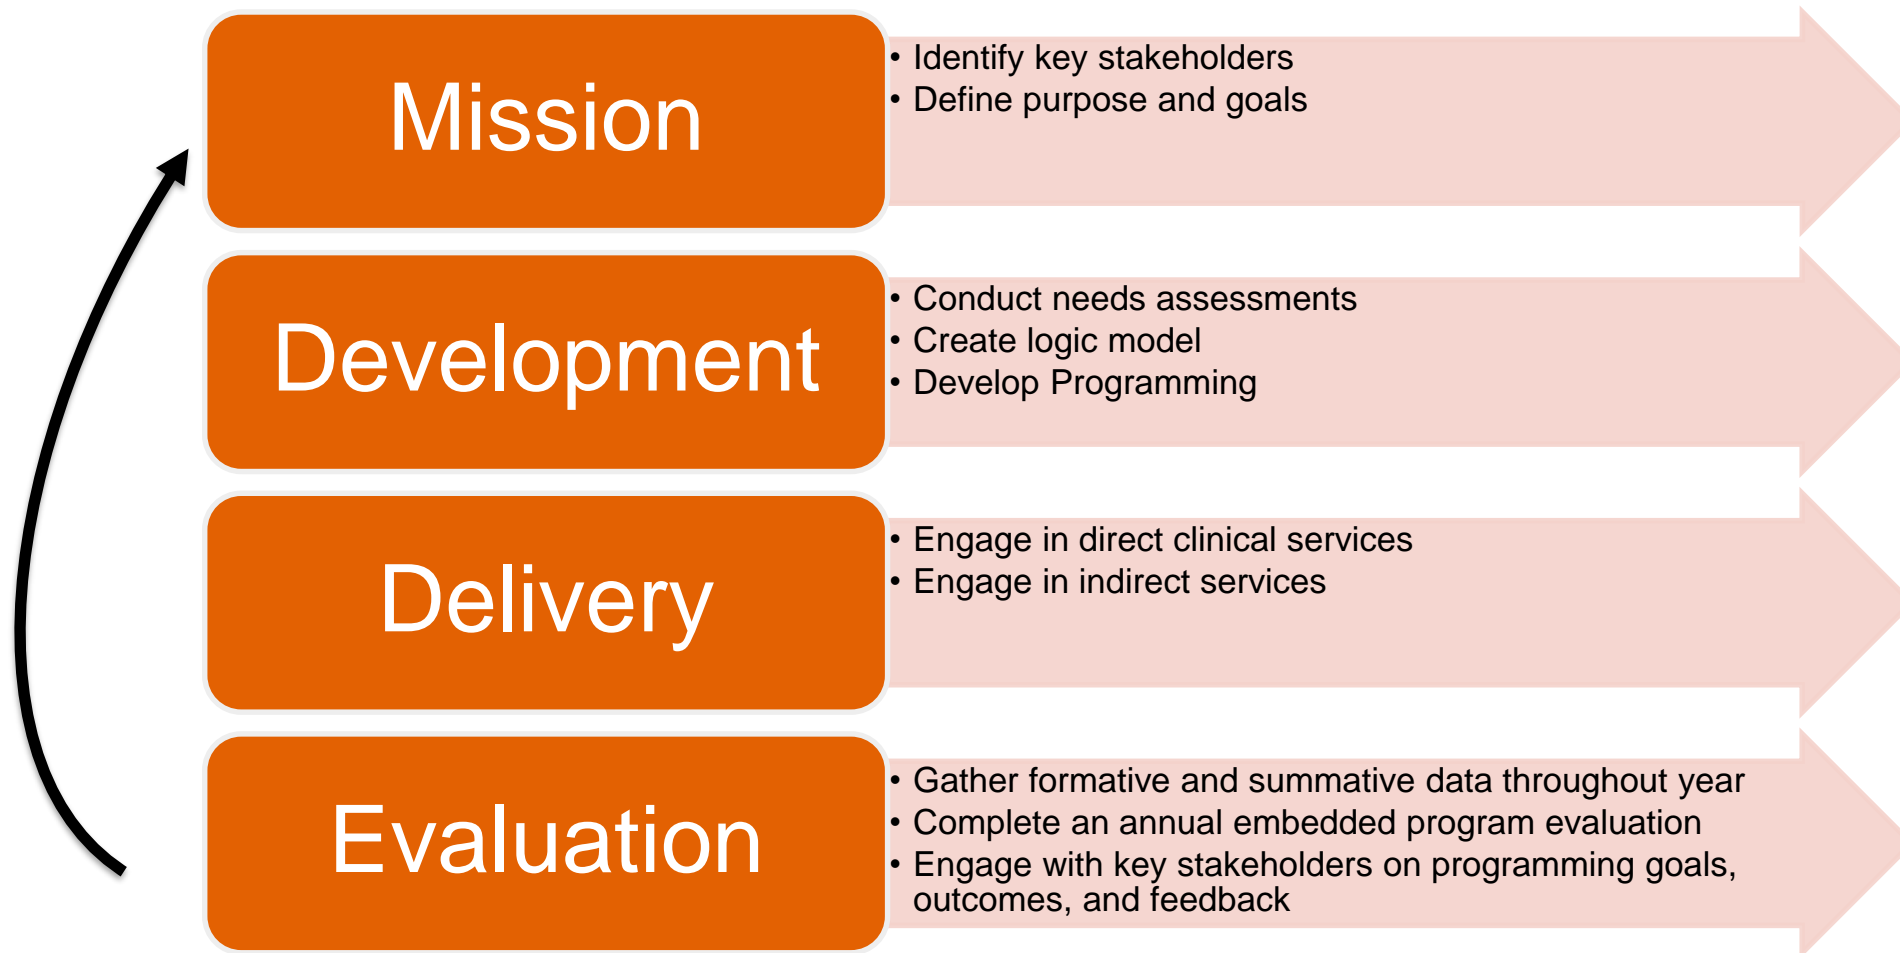 Mission
• Identify key stakeholders
• Define purpose and goals
Development
• Conduct needs assessments
• Create logic model
• Develop Programming
Delivery
• Engage in direct clinical services
• Engage in indirect services
Evaluation
• Gather formative and summative data throughout year
• Complete an annual embedded program evaluation
• Engage with key stakeholders on programming goals,
outcomes, and feedback